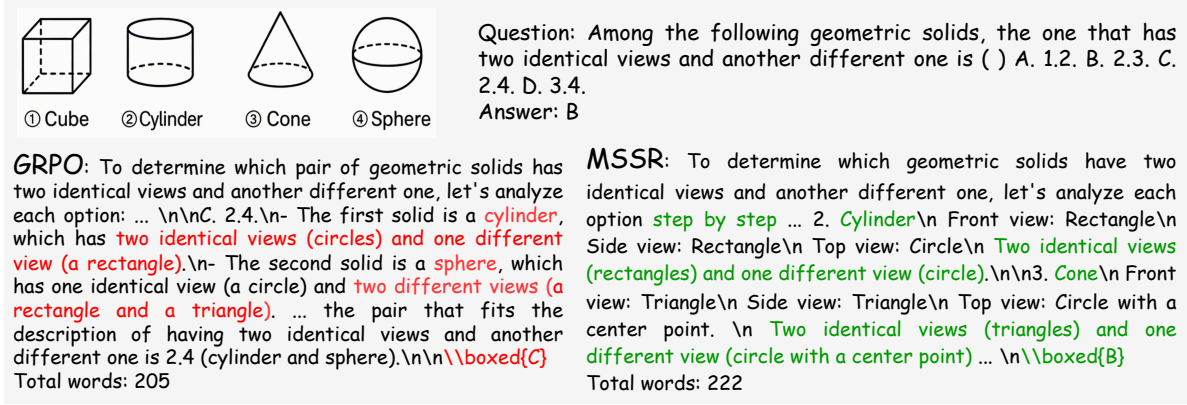 ① Cube ②Cylinder ③ Cone ④ Sphere
Question: Among the following geometric solids, the one that has
two identical views and another different one is ( ) A. 1.2. B. 2.3. C.
2.4. D. 3.4.
Answer: B
GRPO: To determine which pair of geometric solids has
two identical views and another different one, let's analyze
each option: ... \n\nC. 2.4.\n- The first solid is a cylinder,
which has two identical views (circles) and one different
view (a rectangle).\n- The second solid is a sphere, which
has one identical view (a circle) and two different views (a
rectangle and a triangle). ... the pair that fits the
description of having two identical views and another
different one is 2.4 (cylinder and sphere).\n\n\\boxed{C}
Total words: 205
MSSR: To determine which geometric solids have two
identical views and another different one, let's analyze each
option step by step ... 2. Cylinder\n Front view: Rectangle\n
Side view: Rectangle\n Top view: Circle\n Two identical views
(rectangles) and one different view (circle).\n\n3. Cone\n Front
view: Triangle\n Side view: Triangle\n Top view: Circle with a
center point. \n Two identical views (triangles) and one
different view (circle with a center point) ... \n\\boxed{B}
Total words: 222